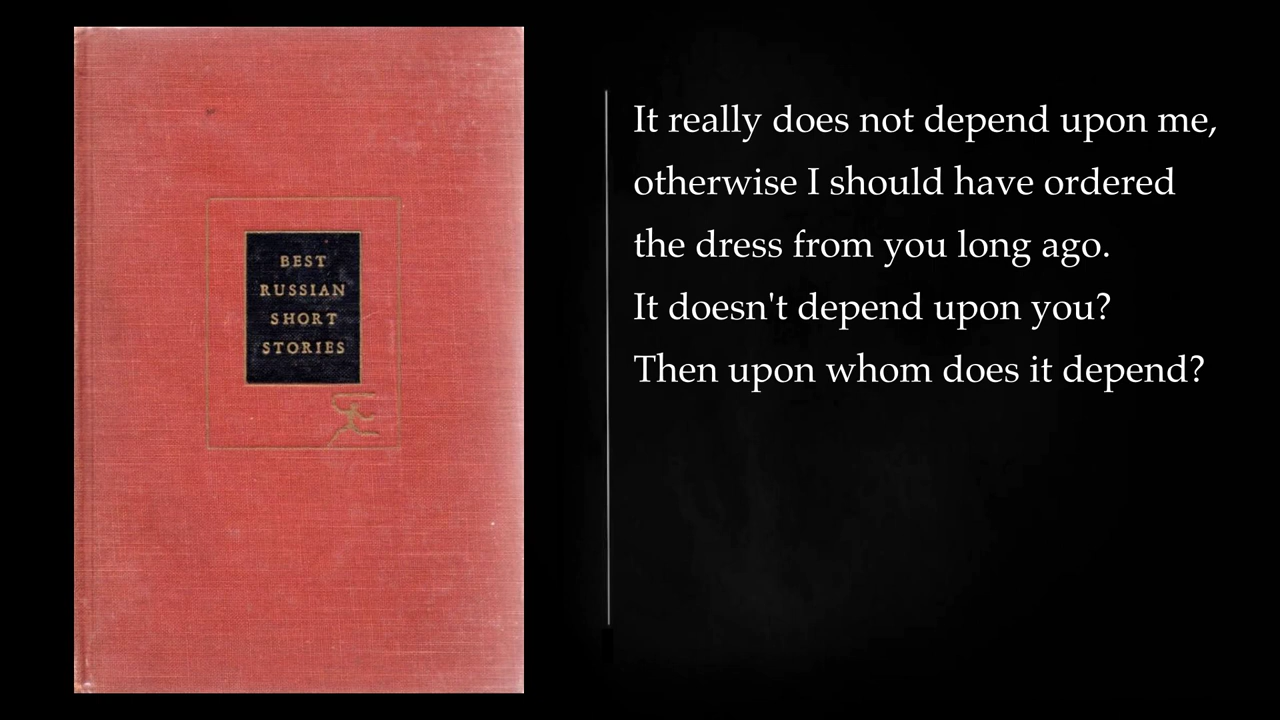 BEST
RUSSIAN
SHORT
STORIES
It really does not depend upon me,
otherwise I should have ordered
the dress from you long ago.
It doesn't depend upon you?
Then upon whom does it depend?